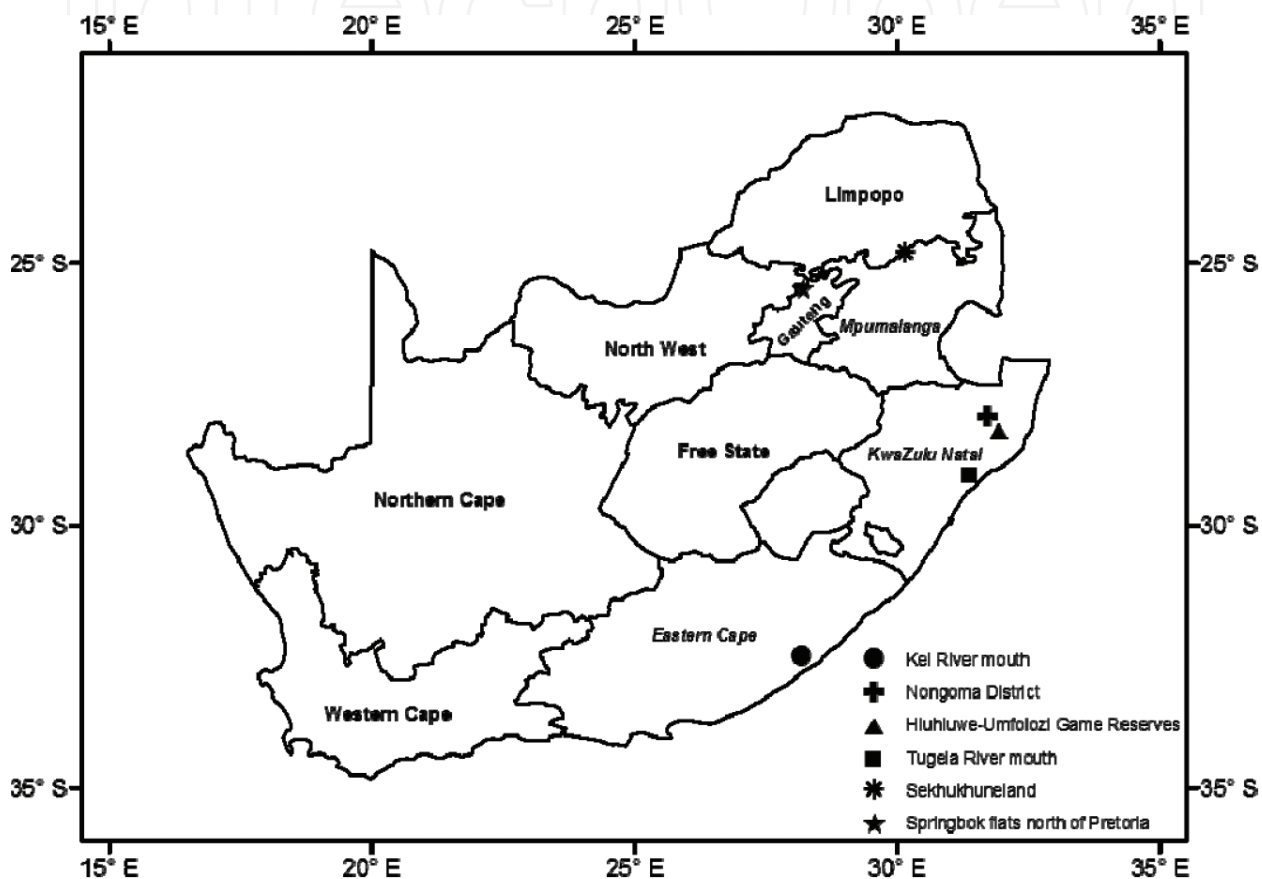 15° E 20° E 25° E 30° E 35° E
Limpopo
25° S 25° S
Gauteng
Mpumalanga
North West
Free State
KwaZulu Natal
Northern Cape
30° S 30° S
Eastern Cape
Kei River mouth
Nongoma District
Western Cape
Hluhluwe-Umfolozi Game Reserves
Tugela River mouth
35° S 35° S
Sekhukhuneland
Springbok flats north of Pretoria
15° E 20° E 25° E 30° E 35° E